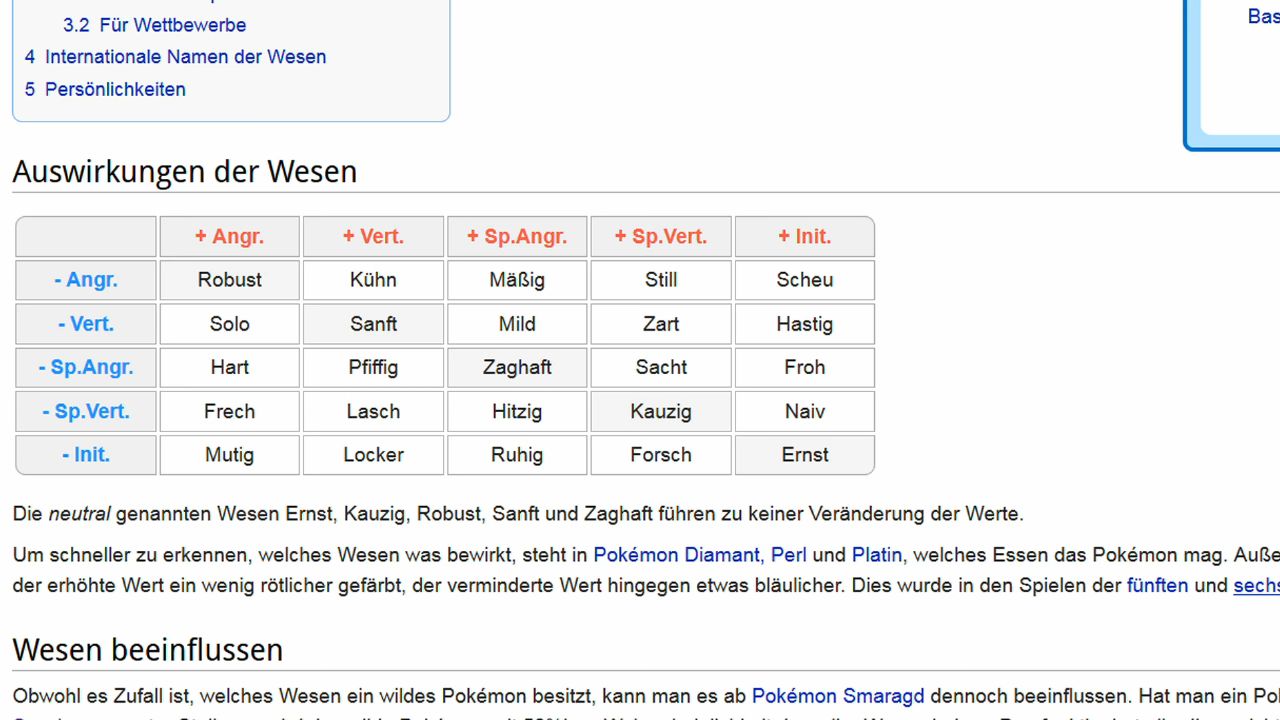 3.2 Für Wettbewerbe
Bas
4 Internationale Namen der Wesen
5 Persönlichkeiten
Auswirkungen der Wesen
+ Angr. + Vert. + Sp.Angr. + Sp.Vert. + Init.
- Angr. Robust Kühn Mäßig Still Scheu
- Vert. Solo Sanft Mild Zart Hastig
- Sp.Angr. Hart Pfiffig Zaghaft Sacht Froh
- Sp.Vert. Frech Lasch Hitzig Kauzig Naiv
- Init. Mutig Locker Ruhig Forsch Ernst
Die neutral genannten Wesen Ernst, Kauzig, Robust, Sanft und Zaghaft führen zu keiner Veränderung der Werte.
Um schneller zu erkennen, welches Wesen was bewirkt, steht in Pokémon Diamant, Perl und Platin, welches Essen das Pokémon mag. Auße
der erhöhte Wert ein wenig rötlicher gefärbt, der verminderte Wert hingegen etwas bläulicher. Dies wurde in den Spielen der fünften und sechs
Wesen beeinflussen
Obwohl es Zufall ist, welches Wesen ein wildes Pokémon besitzt, kann man es ab Pokémon Smaragd dennoch beeinflussen. Hat man ein Pok